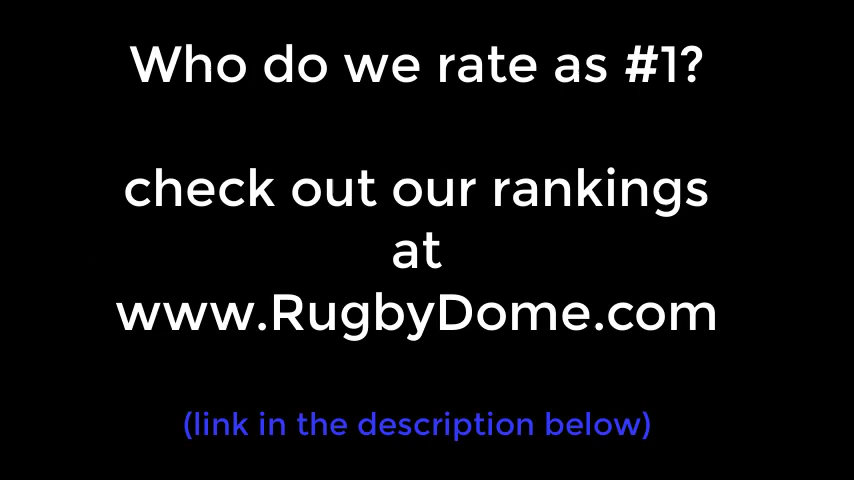 Who do we rate as #1?
check out our rankings
at
www.RugbyDome.com
(link in the description below)